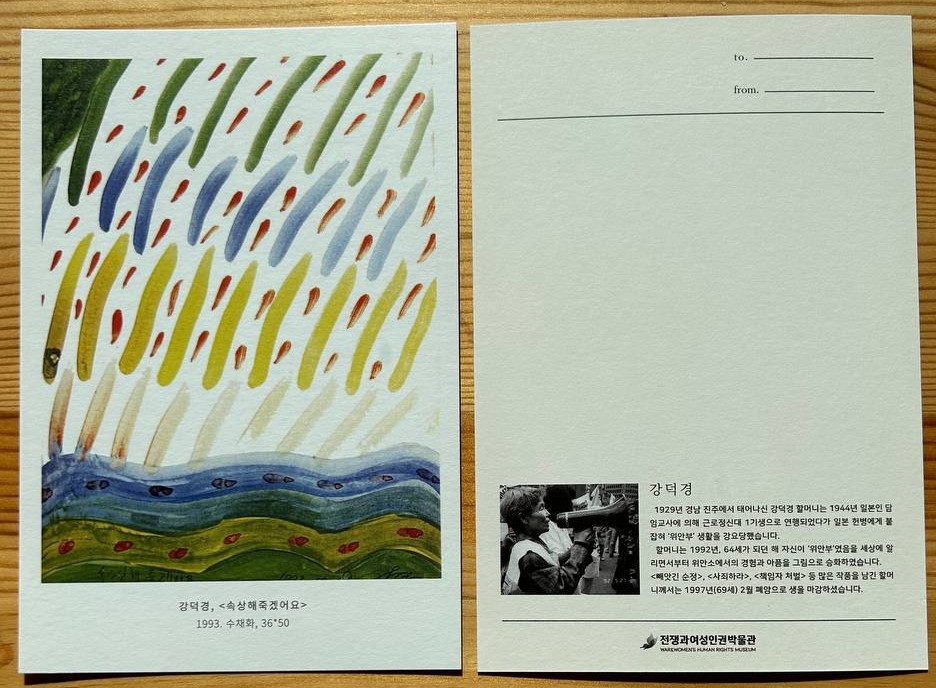 강덕경, <속상해죽겠어요>
1993. 수채화, 36*50
to.
from.
강덕경
1929년 경남 진주에서 태어나신 강덕경 할머니는 1944년 일본인 담
임교사에 의해 근로정신대 1기생으로 연행되었다가 일본 헌병에게 붙
잡혀 '위안부' 생활을 강요당했습니다.
할머니는 1992년, 64세가 되던 해 자신이 '위안부'였음을 세상에 알
리면서부터 위안소에서의 경험과 아픔을 그림으로 승화하였습니다.
<빼앗긴 순정>, <사죄하라>, <책임자 처벌> 등 많은 작품을 남긴 할머
니께서는 1997년(69세) 2월 폐암으로 생을 마감하셨습니다.
전쟁과여성인권박물관
WAR&WOMEN'S HUMAN RIGHTS MUSEUM